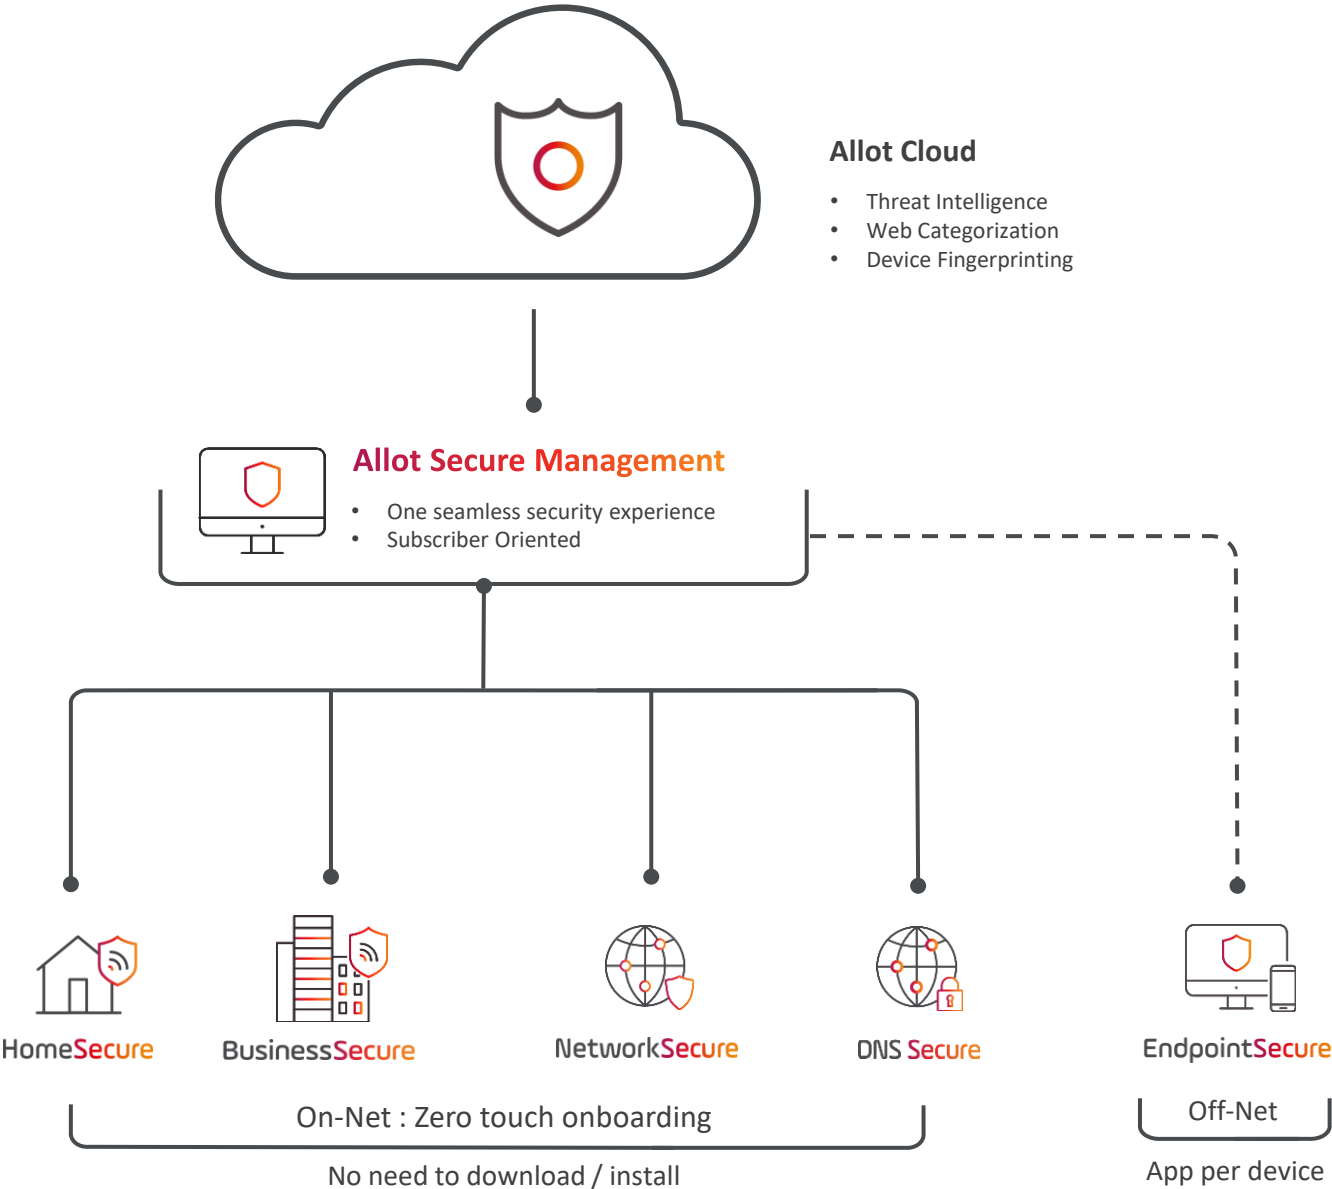 Allot Cloud
• Threat Intelligence
• Web Categorization
• Device Fingerprinting
Allot Secure Management
• One seamless security experience
• Subscriber Oriented
HomeSecure
BusinessSecure
NetworkSecure
DNS Secure
EndpointSecure
On-Net : Zero touch onboarding
Off-Net
No need to download / install
App per device